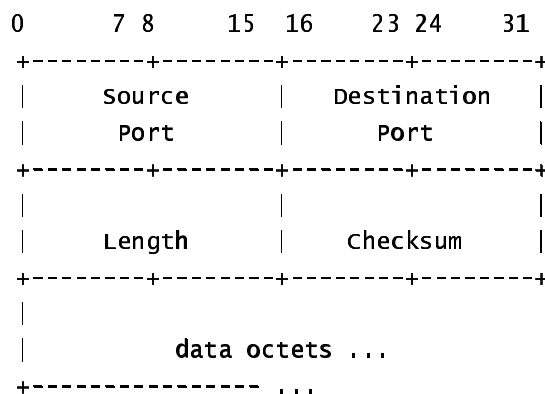 0 7 8 15 16 23 24 31
+--------+--------+--------+--------+
| Source | Destination |
| Port | Port |
+--------+--------+--------+--------+
| | |
| Length | Checksum |
+--------+--------+--------+--------+
|
| data octets ...
+---------------- ...